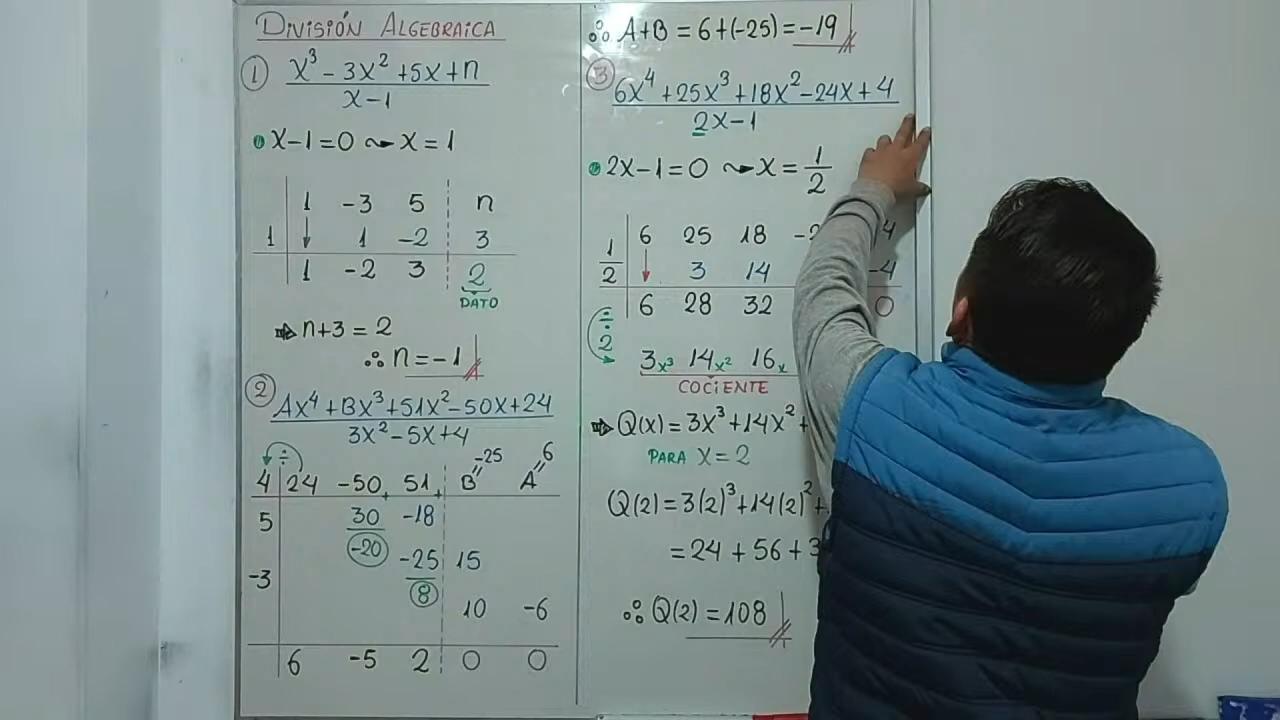 DIVISIÓN ALGEBRAICA
① x³ - 3x² + 5x + n
x - 1
• x - 1 = 0 ⇝ x = 1
1 -3 5 n
1 1 -2 3
1 -2 3 2
DATO
⇒ n + 3 = 2
∴ n = -1
② Ax⁴ + Bx³ + 51x² - 50x + 24
3x² - 5x + 4
÷ -25 6
4 24 -50 51 B A
5 30 -18
-20 -25 15
-3 8
10 -6
6 -5 2 0 0
∴ A+B = 6+(-25) = -19
③ 6x⁴ + 25x³ + 18x² - 24x + 4
2x - 1
• 2x - 1 = 0 ⇝ x = 1/2
6 25 18 4
1/2 3 14 -4
6 28 32 0
÷2 3x³ 14x² 16x
COCIENTE
⇒ Q(x) = 3x³ + 14x² +
PARA x = 2
Q(2) = 3(2)³ + 14(2)² +
= 24 + 56 + 3
∴ Q(2) = 108